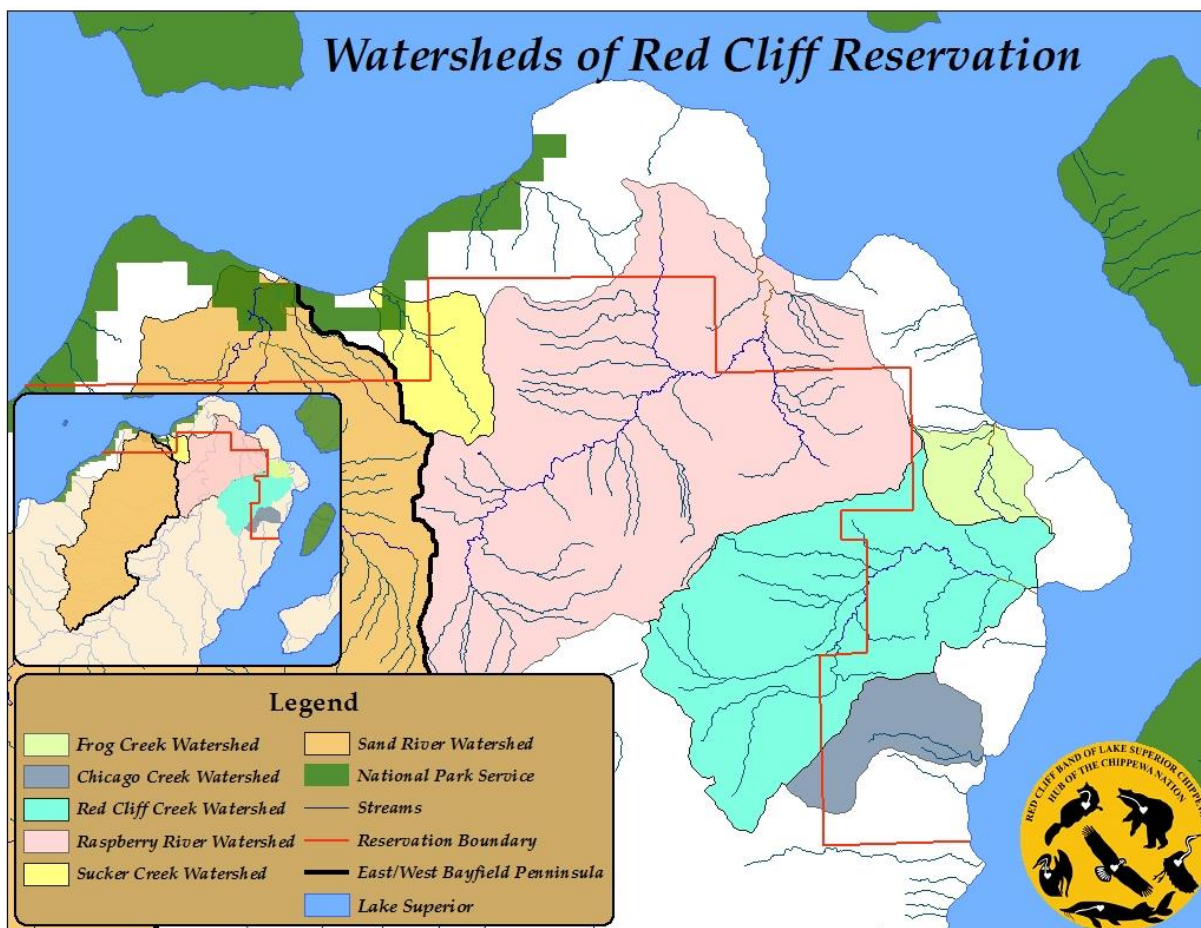 Watersheds of Red Cliff Reservation
Legend
Frog Creek Watershed
Chicago Creek Watershed
Red Cliff Creek Watershed
Raspberry River Watershed
Sucker Creek Watershed
Sand River Watershed
National Park Service
Streams
Reservation Boundary
East/West Bayfield Penninsula
Lake Superior
RED CLIFF BAND OF LAKE SUPERIOR CHIPPEWA
HUB OF THE CHIPPEWA NATION